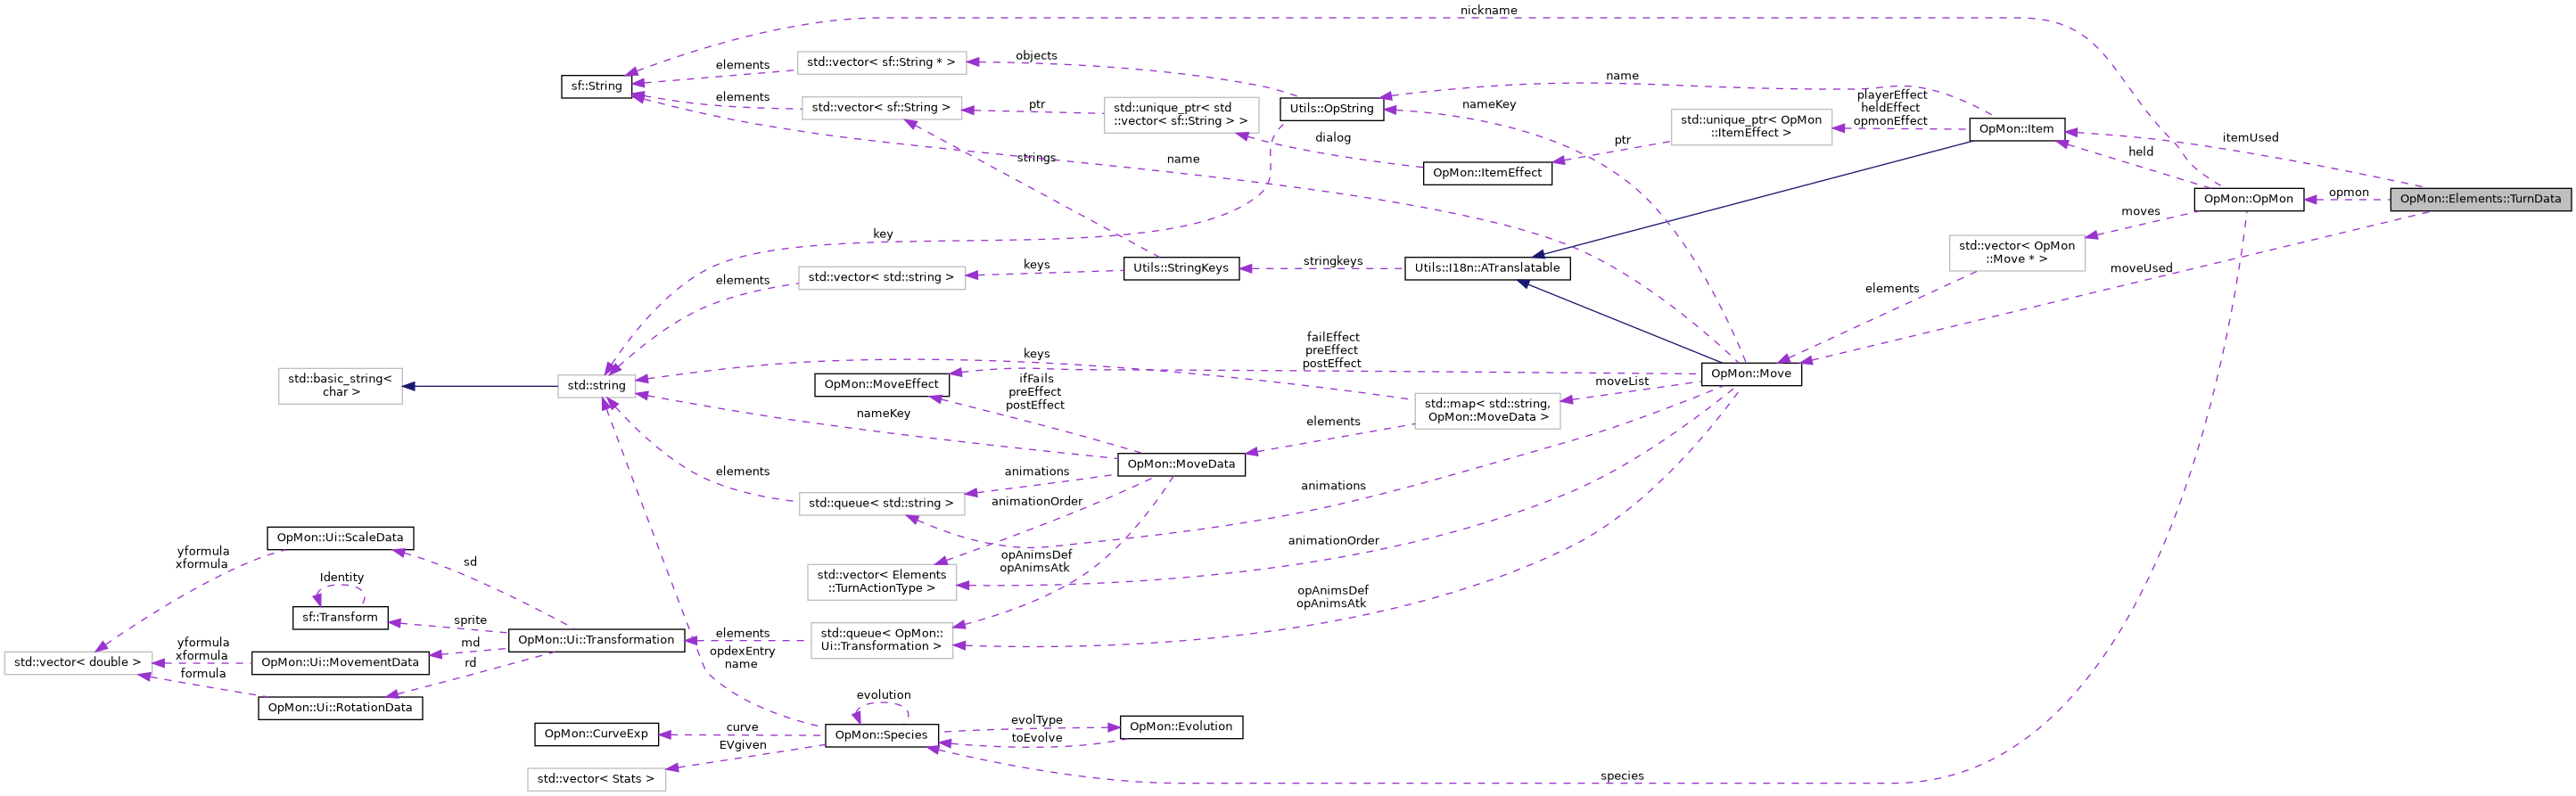 nickname
objects
std::vector< sf::String * >
elements
sf::String
name
elements
std::vector< sf::String >
ptr
std::unique_ptr< std
::vector< sf::String > >
Utils::OpString
nameKey
playerEffect
heldEffect
opmonEffect
std::unique_ptr< OpMon
::ItemEffect >
OpMon::Item
itemUsed
dialog
ptr
held
strings
name
OpMon::ItemEffect
opmon
OpMon::OpMon
OpMon::Elements::TurnData
moves
key
std::vector< OpMon
::Move * >
stringkeys
keys
Utils::StringKeys
Utils::I18n::ATranslatable
moveUsed
std::vector< std::string >
elements
elements
failEffect
preEffect
postEffect
keys
OpMon::Move
std::basic_string<
char >
std::string
OpMon::MoveEffect
ifFails
preEffect
postEffect
moveList
std::map< std::string,
OpMon::MoveData >
nameKey
elements
OpMon::MoveData
elements
animations
animations
std::queue< std::string >
animationOrder
OpMon::Ui::ScaleData
yformula
xformula
sd
opAnimsDef
opAnimsAtk
animationOrder
Identity
std::vector< Elements
::TurnActionType >
opAnimsDef
opAnimsAtk
sf::Transform
sprite
elements
std::queue< OpMon::
Ui::Transformation >
OpMon::Ui::Transformation
yformula
xformula
md
opdexEntry
name
std::vector< double >
OpMon::Ui::MovementData
rd
formula
OpMon::Ui::RotationData
evolution
evolType
OpMon::Evolution
curve
OpMon::CurveExp
OpMon::Species
toEvolve
EVgiven
std::vector< Stats >
species